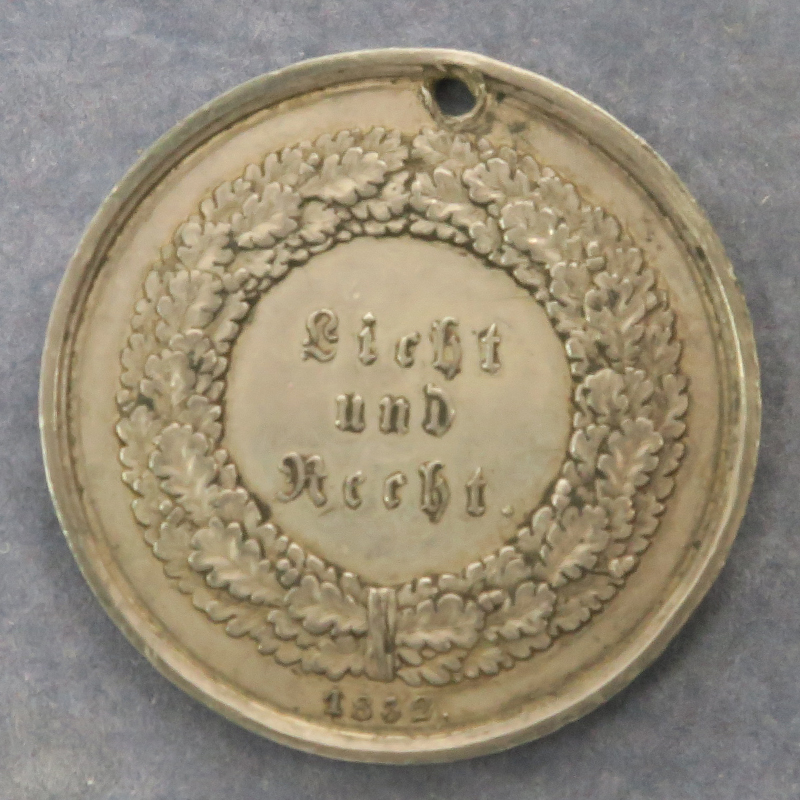 Licht
und
Recht.
1832.